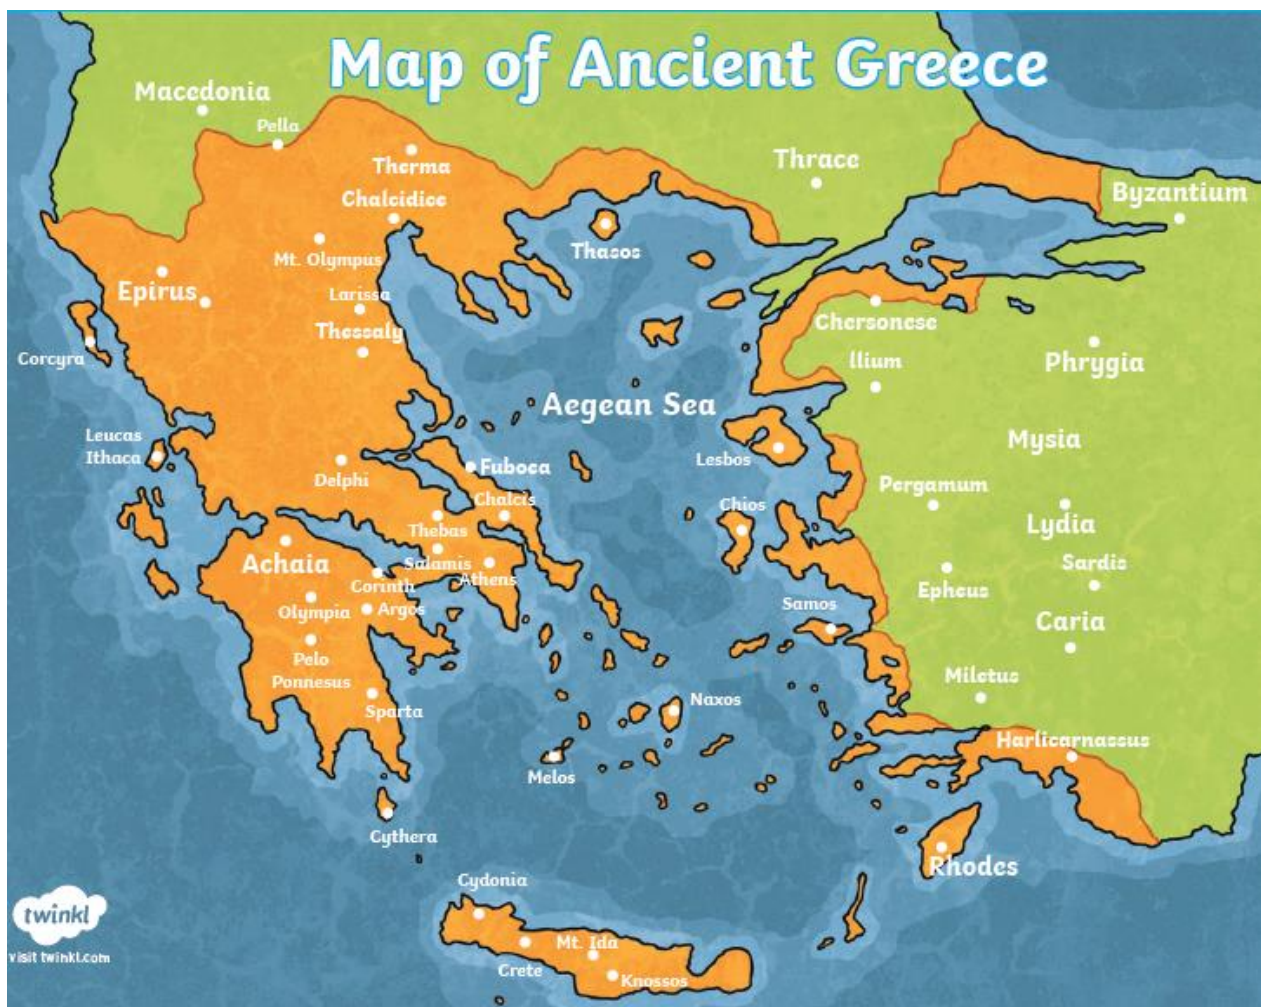 Map of Ancient Greece
Macedonia
Pella
Therma
Thrace
Byzantium
Chalcidice
Thasos
Mt. Olympus
Epirus
Larissa
Thessaly
Chersonese
Corcyra
llium
Phrygia
Aegean Sea
Leucas
Ithaca
Lesbos
Mysia
Delphi
Fuboea
Pergamum
Chalcis
Chios
Lydia
Thebas
Achaia
Salamis
Athens
Sardis
Corinth
Epheus
Olympia
Argos
Samos
Caria
Pelo
Ponnesus
Miletus
Sparta
Naxos
Harlicarnassus
Melos
Cythera
Rhodes
Cydonia
twinkl
visit twinkl.com
Mt. Ida
Crete
Knossos